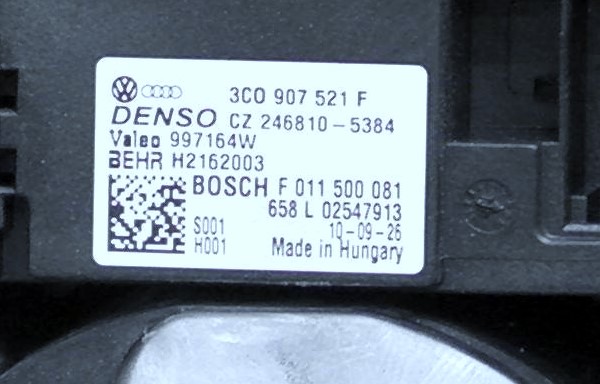 3C0 907 521 F
DENSO CZ 246810-5384
Valeo 997164W
BEHR H2162003
BOSCH F 011 500 081
658 L 02547913
S001 10-09-26
H001 Made in Hungary